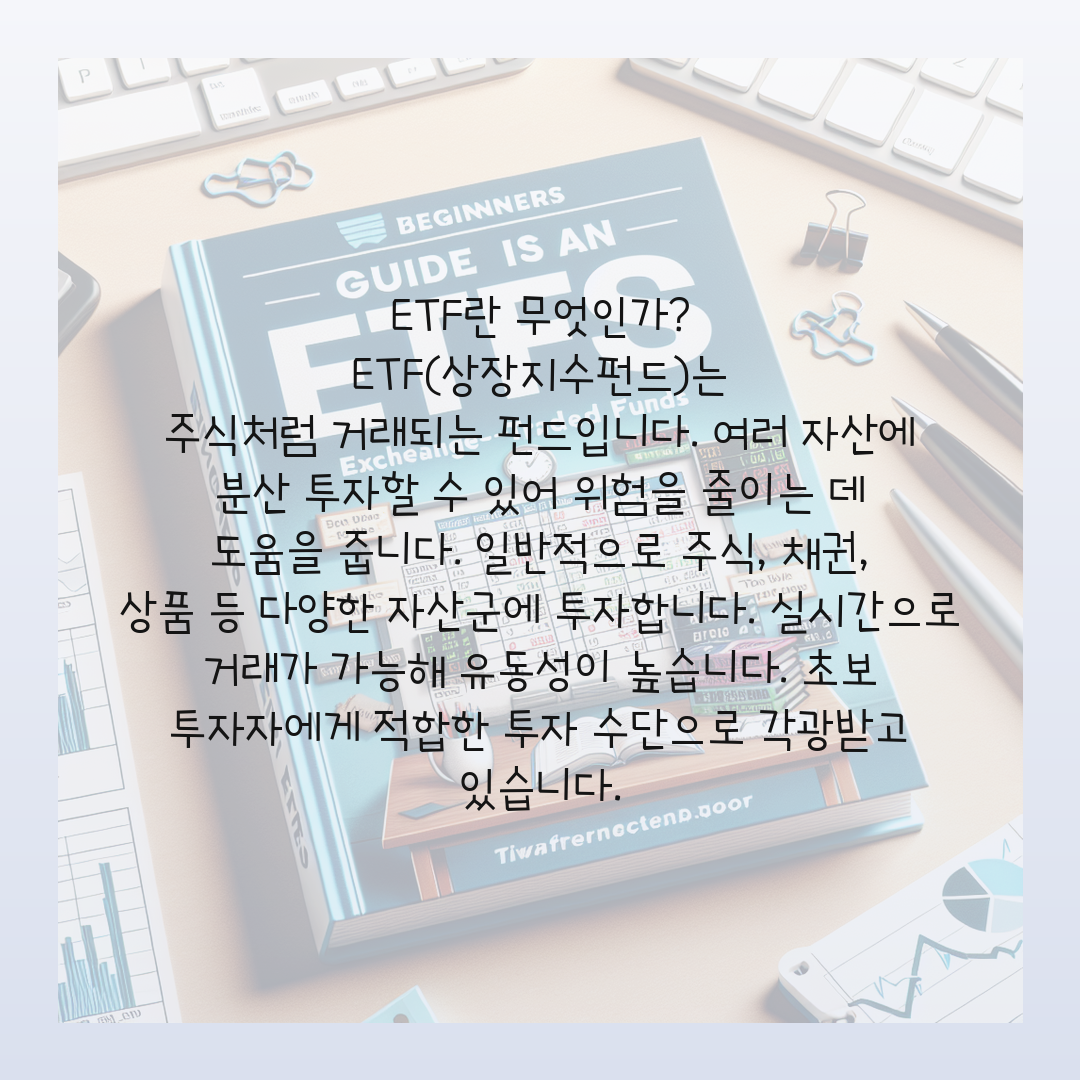 BEGINNERS
GUIDE IS AN
ETFS
ETF란 무엇인가?
ETF(상장지수펀드)는
주식처럼 거래되는 펀드입니다. 여러 자산에
분산 투자할 수 있어 위험을 줄이는 데
도움을 줍니다. 일반적으로 주식, 채권,
상품 등 다양한 자산군에 투자합니다. 실시간으로
거래가 가능해 유동성이 높습니다. 초보
투자자에게 적합한 투자 수단으로 각광받고
있습니다.